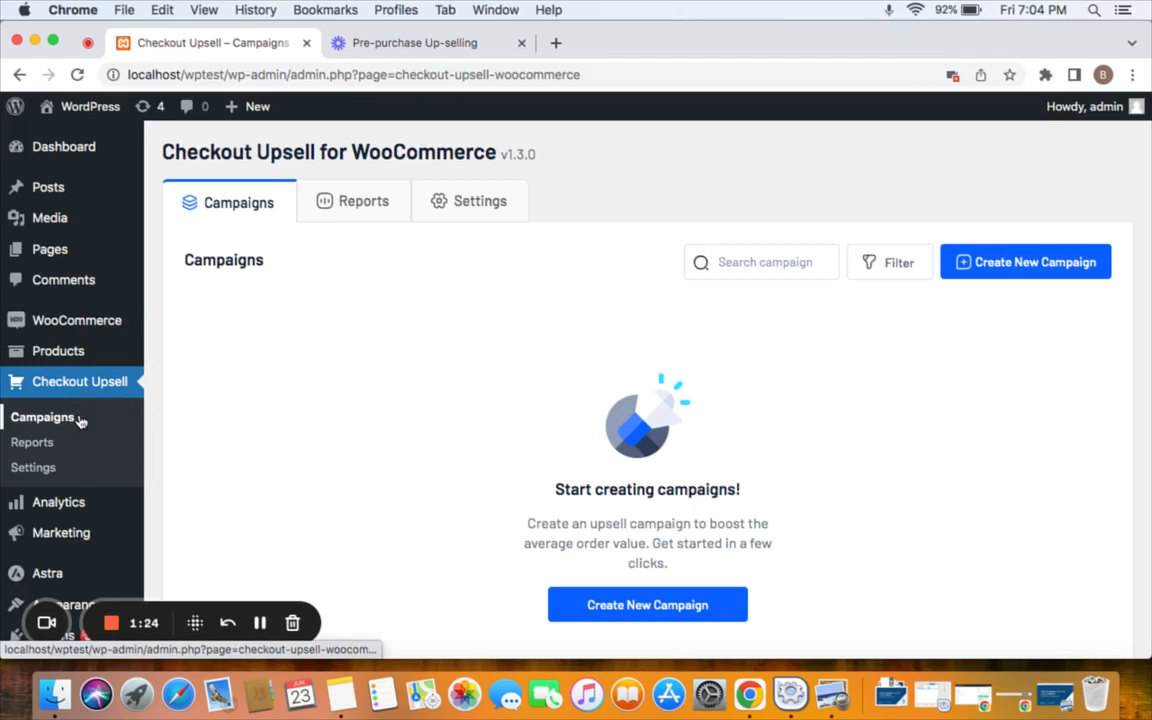 Chrome File Edit View History Bookmarks Profiles Tab Window Help 92% Fri 7:04 PM
Checkout Upsell – Campaigns Pre-purchase Up-selling
localhost/wptest/wp-admin/admin.php?page=checkout-upsell-woocommerce B
WordPress 4 0 New Howdy, admin
Dashboard
Posts
Media
Pages
Comments
WooCommerce
Products
Checkout Upsell
Campaigns
Reports
Settings
Analytics
Marketing
Astra
Checkout Upsell for WooCommerce v1.3.0
Campaigns Reports Settings
Campaigns Search campaign Filter Create New Campaign
Start creating campaigns!
Create an upsell campaign to boost the
average order value. Get started in a few
clicks.
Create New Campaign
1:24
localhost/wptest/wp-admin/admin.php?page=checkout-upsell-woocom...
JUN
23